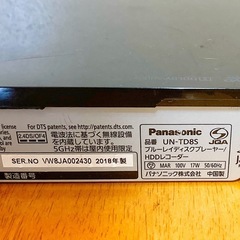 For DTS patents, see
http://patents.dts.com.
2.4DS/OF4
電波法に基づく無線設備
を内蔵しています。
5GHz帯は屋内使用限定
SER.NO VW8JA002430 2018年製
製造番号
Panasonic
UN-TD8S
JQA
ブルーレイディスクプレーヤー/
HDDレコーダー
MAR 100V 17W 50/60Hz
パナソニック株式会社 中国製